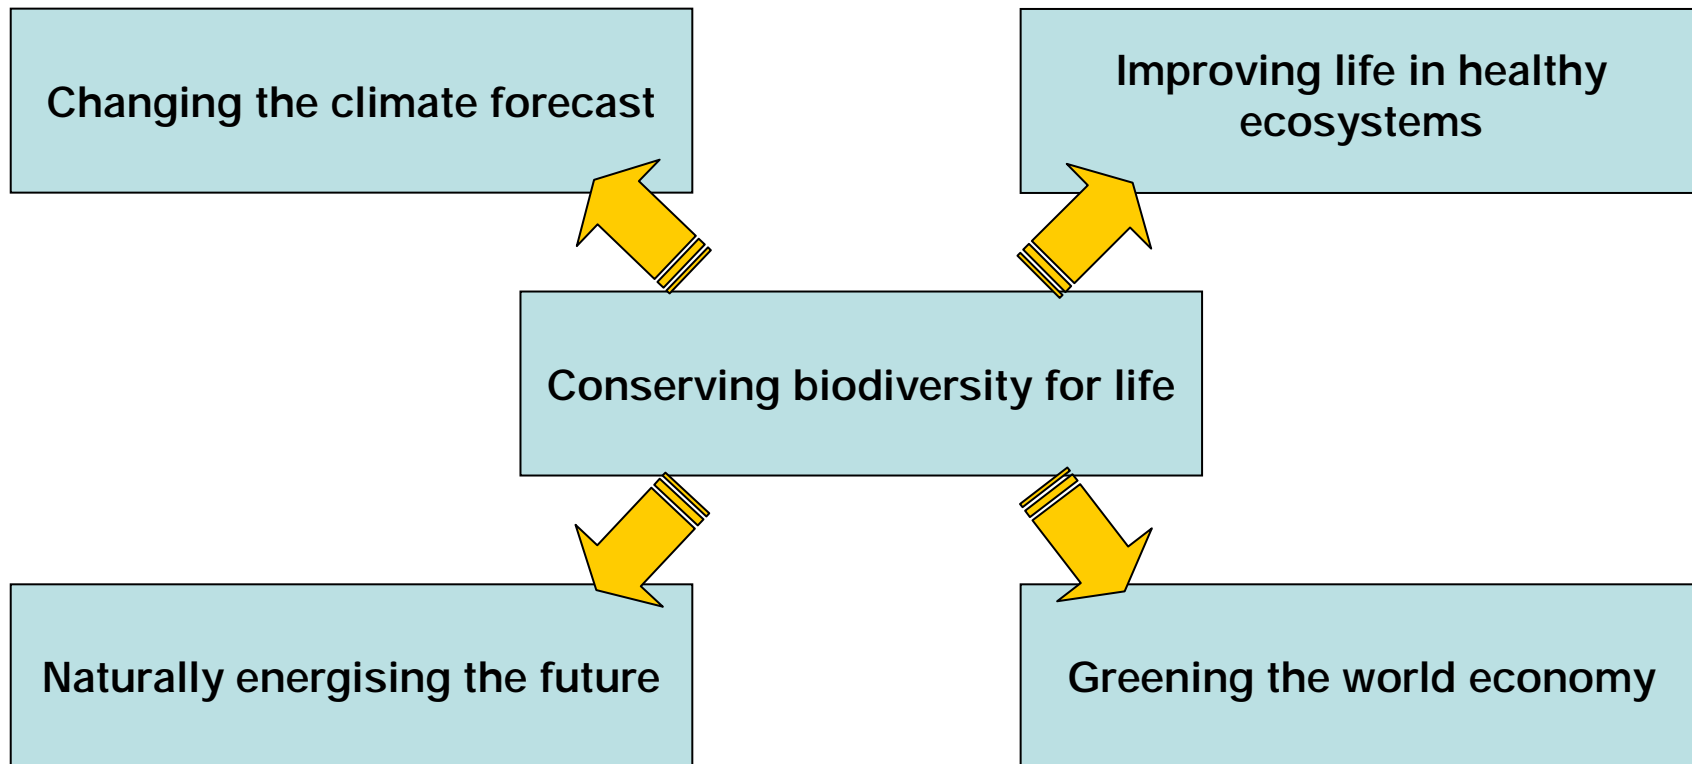 Changing the climate forecast
Improving life in healthy
ecosystems
Conserving biodiversity for life
Naturally energising the future
Greening the world economy